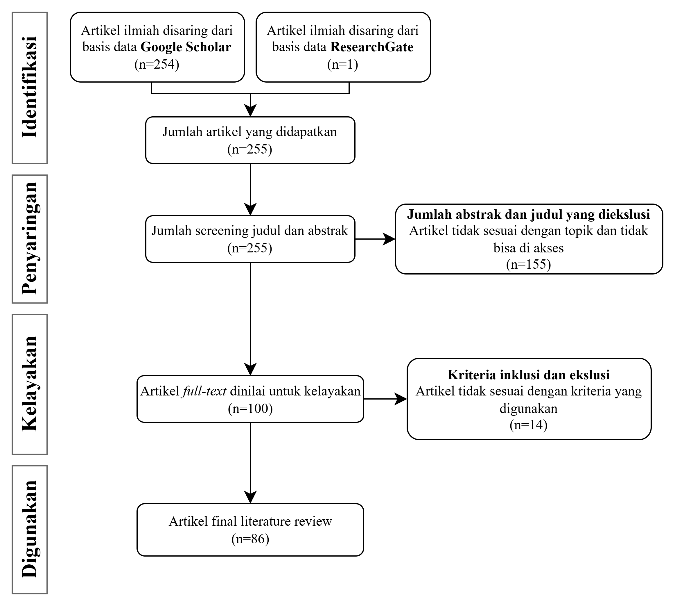 Identifikasi
Artikel ilmiah disaring dari
basis data Google Scholar
(n=254)
Artikel ilmiah disaring dari
basis data ResearchGate
(n=1)
Jumlah artikel yang didapatkan
(n=255)
Penyaringan
Jumlah screening judul dan abstrak
(n=255)
Jumlah abstrak dan judul yang diekslusi
Artikel tidak sesuai dengan topik dan tidak
bisa di akses
(n=155)
Kelayakan
Artikel full-text dinilai untuk kelayakan
(n=100)
Kriteria inklusi dan ekslusi
Artikel tidak sesuai dengan kriteria yang
digunakan
(n=14)
Digunakan
Artikel final literature review
(n=86)